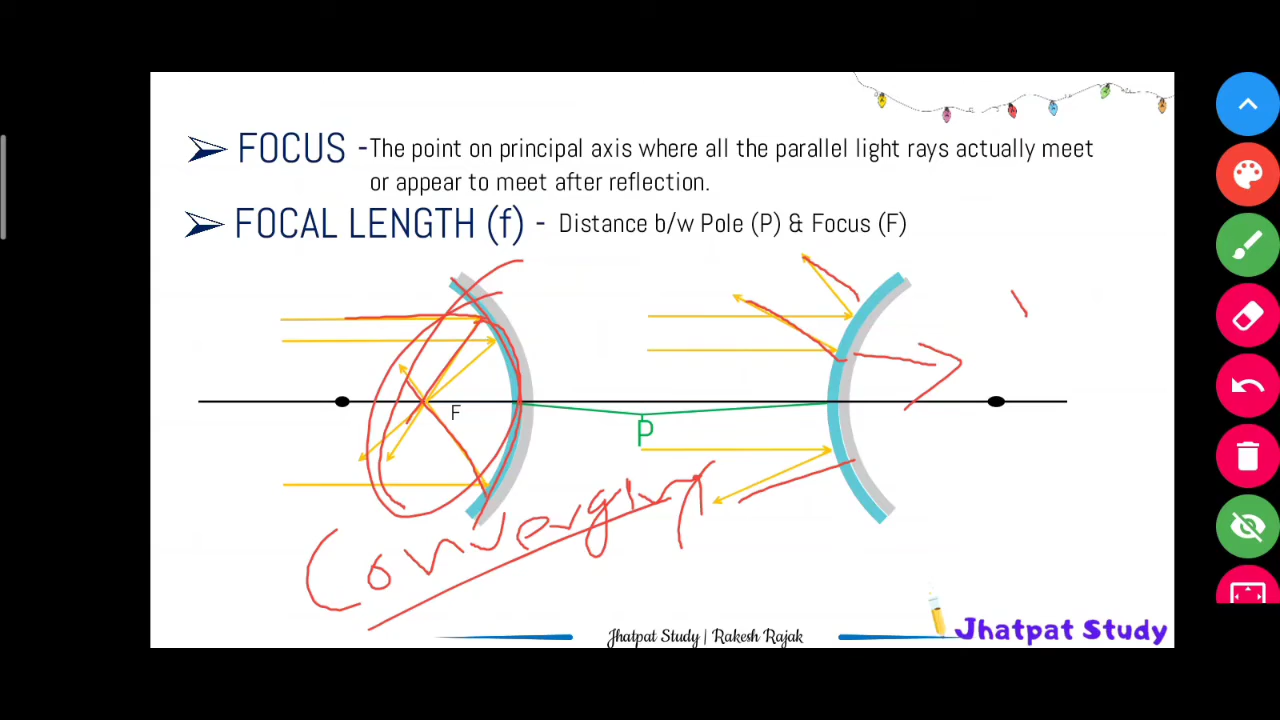 FOCUS -The point on principal axis where all the parallel light rays actually meet
or appear to meet after reflection.
FOCAL LENGTH (f) - Distance b/w Pole (P) & Focus (F)
F
P
Converging
Jhatpat Study | Rakesh Rajak
Jhatpat Study